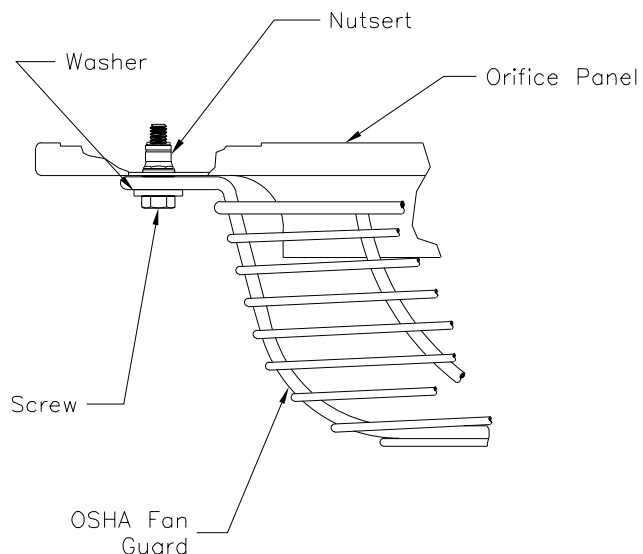 Nutsert
Washer
Orifice Panel
Screw
OSHA Fan
Guard